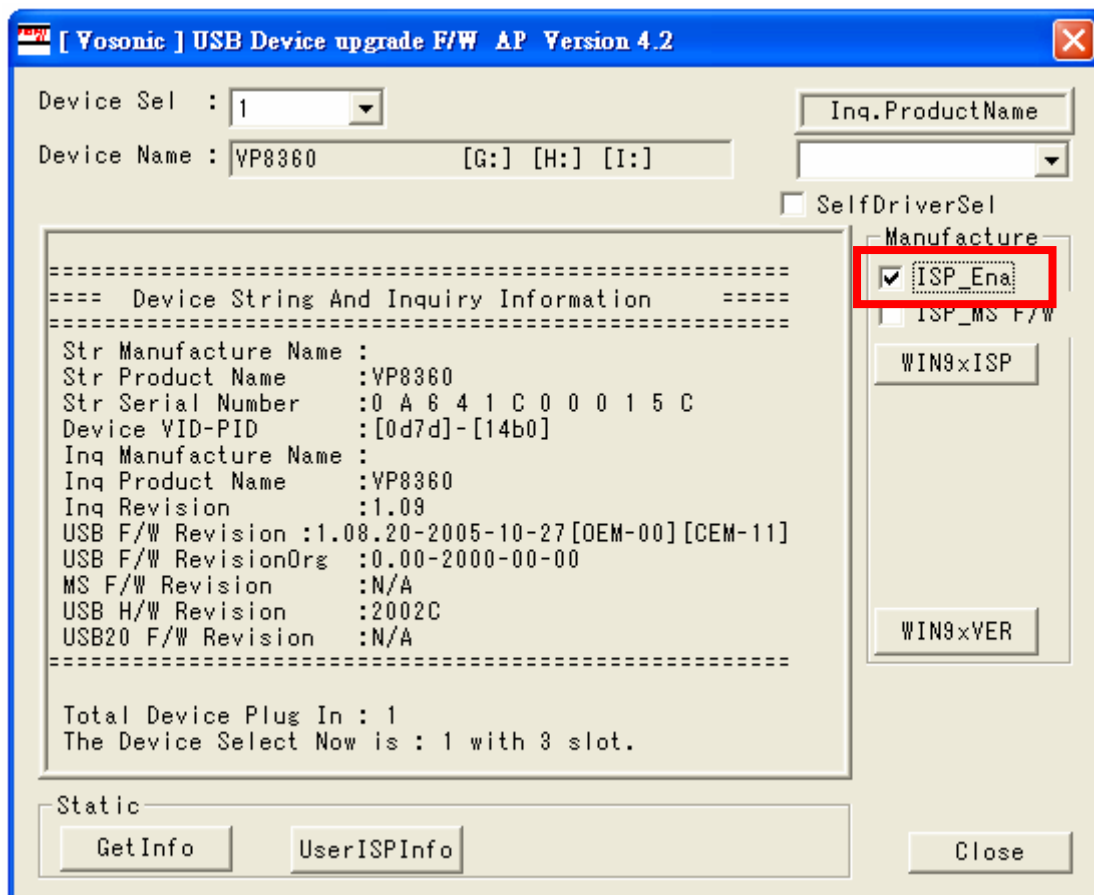 [ Vosonic ] USB Device upgrade F/W AP Version 4.2
Device Sel : 1
Inq.ProductName
Device Name : VP8360 [G:] [H:] [I:]
SelfDriverSel
Manufacture
ISP_Ena
ISP_MS F/W
WIN9xISP
WIN9xVER
=====================================================
==== Device String And Inquiry Information =====
=====================================================
Str Manufacture Name :
Str Product Name :VP8360
Str Serial Number :0 A 6 4 1 C 0 0 0 1 5 C
Device VID-PID :[0d7d]-[14b0]
Inq Manufacture Name :
Inq Product Name :VP8360
Inq Revision :1.09
USB F/W Revision :1.08.20-2005-10-27[OEM-00][CEM-11]
USB F/W RevisionOrg :0.00-2000-00-00
MS F/W Revision :N/A
USB H/W Revision :2002C
USB20 F/W Revision :N/A
=====================================================
Total Device Plug In : 1
The Device Select Now is : 1 with 3 slot.
Static
GetInfo
UserISPInfo
Close